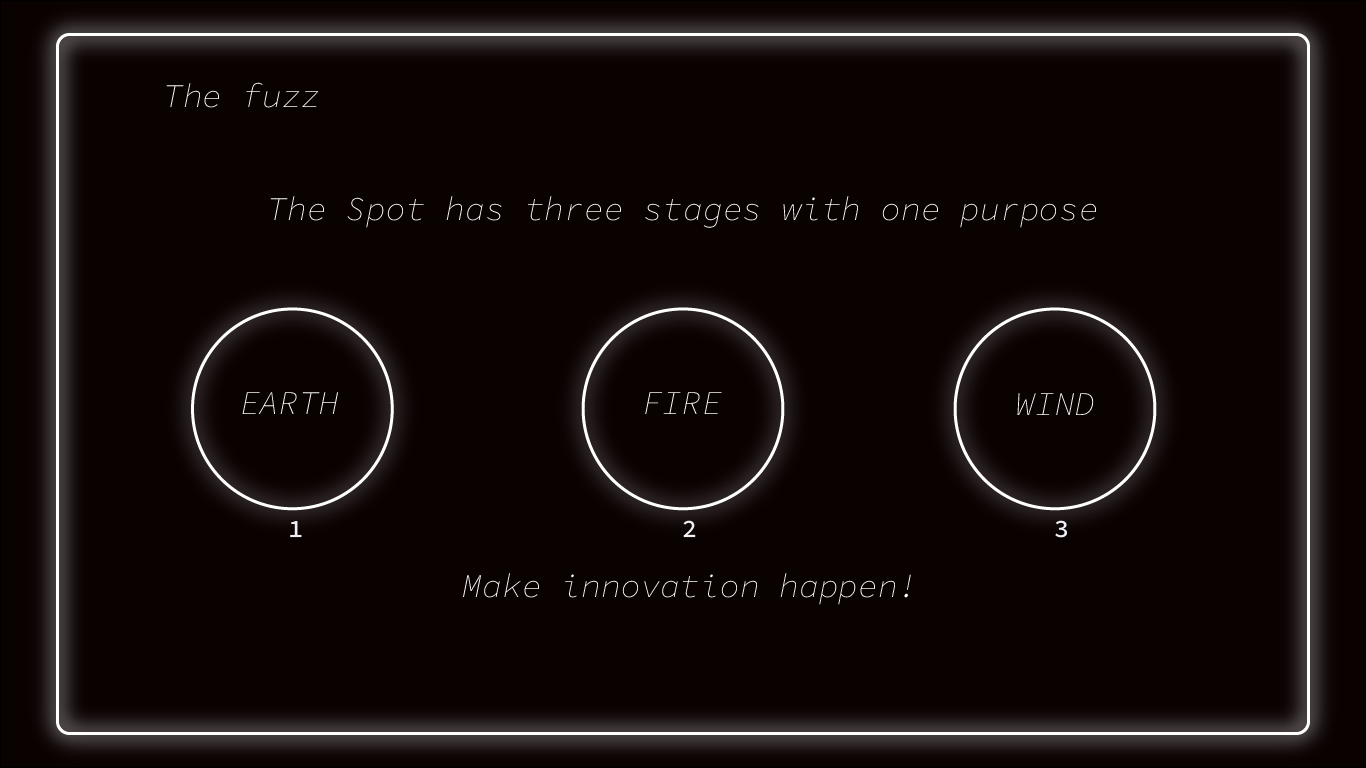 The fuzz
The Spot has three stages with one purpose
EARTH
FIRE
WIND
1
2
3
Make innovation happen!